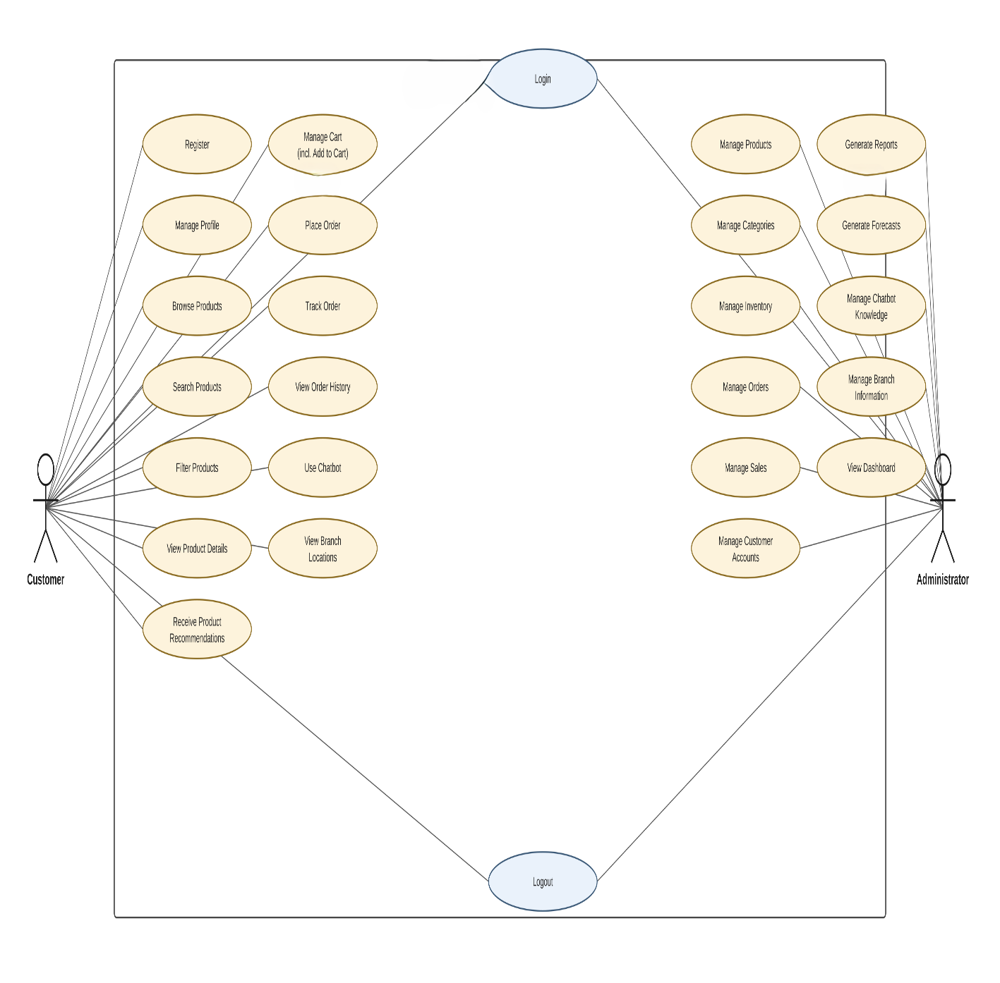 Login
Register
Manage Cart
(incl. Add to Cart)
Manage Products
Generate Reports
Manage Profile
Place Order
Manage Categories
Generate Forecasts
Browse Products
Track Order
Manage Inventory
Manage Chatbot
Knowledge
Search Products
View Order History
Manage Orders
Manage Branch
Information
Filter Products
Use Chatbot
Manage Sales
View Dashboard
View Product Details
View Branch
Locations
Manage Customer
Accounts
Customer
Administrator
Receive Product
Recommendations
Logout